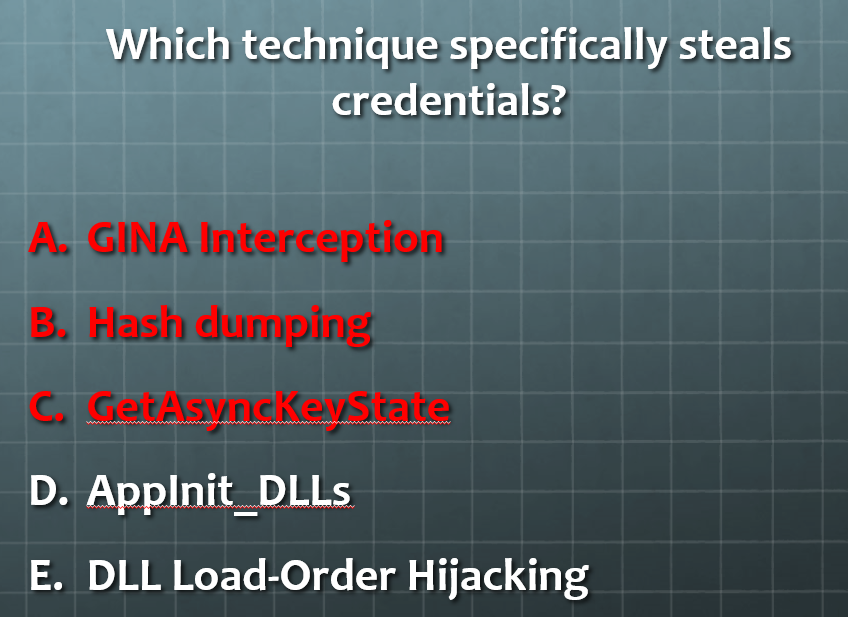 Which technique specifically steals
credentials?
A. GINA Interception
B. Hash dumping
C. GetAsyncKeyState
D. AppInit_DLLs
E. DLL Load-Order Hijacking